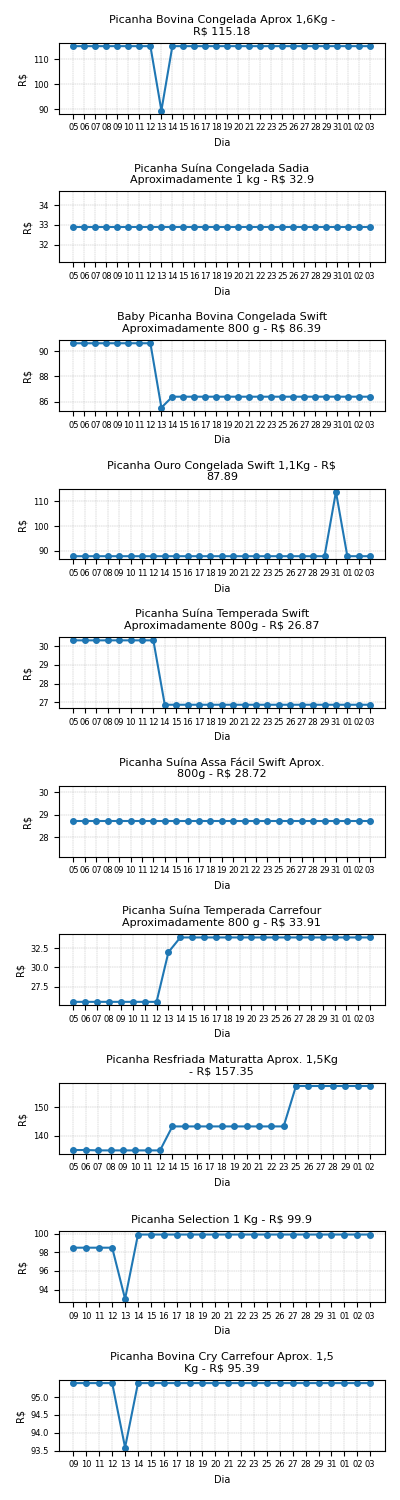 Picanha Bovina Congelada Aprox 1,6Kg -
R$ 115.18
110
100
90
R$
05 06 07 08 09 10 11 12 13 14 15 16 17 18 19 20 21 22 23 24 25 26 27 28 29 31 01 02 03
Dia
Picanha Suína Congelada Sadia
Aproximadamente 1 kg - R$ 32.9
34
33
32
R$
05 06 07 08 09 10 11 12 13 14 15 16 17 18 19 20 21 22 23 24 25 26 27 28 29 31 01 02 03
Dia
Baby Picanha Bovina Congelada Swift
Aproximadamente 800 g - R$ 86.39
90
88
86
R$
05 06 07 08 09 10 11 12 13 14 15 16 17 18 19 20 21 22 23 24 25 26 27 28 29 31 01 02 03
Dia
Picanha Ouro Congelada Swift 1,1Kg - R$
87.89
110
100
90
R$
05 06 07 08 09 10 11 12 14 15 16 17 18 19 20 21 22 23 25 26 27 28 29 31 01 02 03
Dia
Picanha Suína Temperada Swift
Aproximadamente 800g - R$ 26.87
30
29
28
27
R$
05 06 07 08 09 10 11 12 14 15 16 17 18 19 20 21 22 23 25 26 27 28 29 31 01 02 03
Dia
Picanha Suína Assa Fácil Swift Aprox.
800g - R$ 28.72
30
29
28
R$
05 06 07 08 09 10 11 12 14 15 16 17 18 19 20 21 22 23 24 25 26 27 28 29 31 01 02 03
Dia
Picanha Suína Temperada Carrefour
Aproximadamente 800 g - R$ 33.91
32.5
30.0
27.5
R$
05 06 07 08 09 10 11 12 13 14 15 16 17 18 19 20 21 22 23 25 26 27 28 29 31 01 02 03
Dia
Picanha Resfriada Maturatta Aprox. 1,5Kg
- R$ 157.35
150
140
R$
05 06 07 08 09 10 11 12 14 15 16 17 18 19 20 21 22 23 25 26 27 28 29 31 01 02
Dia
Picanha Selection 1 Kg - R$ 99.9
100
98
96
94
R$
09 10 11 12 13 14 15 16 17 18 19 20 21 22 23 24 25 26 27 28 29 31 01 03
Dia
Picanha Bovina Cry Carrefour Aprox. 1,5
Kg - R$ 95.39
95.0
94.5
94.0
93.5
R$
09 10 11 12 13 14 15 16 17 18 19 20 21 22 23 25 26 27 28 29 31 01 02 03
Dia